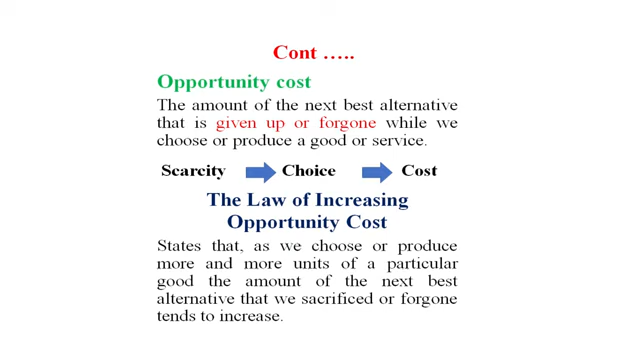 Cont …..
Opportunity cost
The amount of the next best alternative
that is given up or forgone while we
choose or produce a good or service.
Scarcity Choice Cost
The Law of Increasing
Opportunity Cost
States that, as we choose or produce
more and more units of a particular
good the amount of the next best
alternative that we sacrificed or forgone
tends to increase.